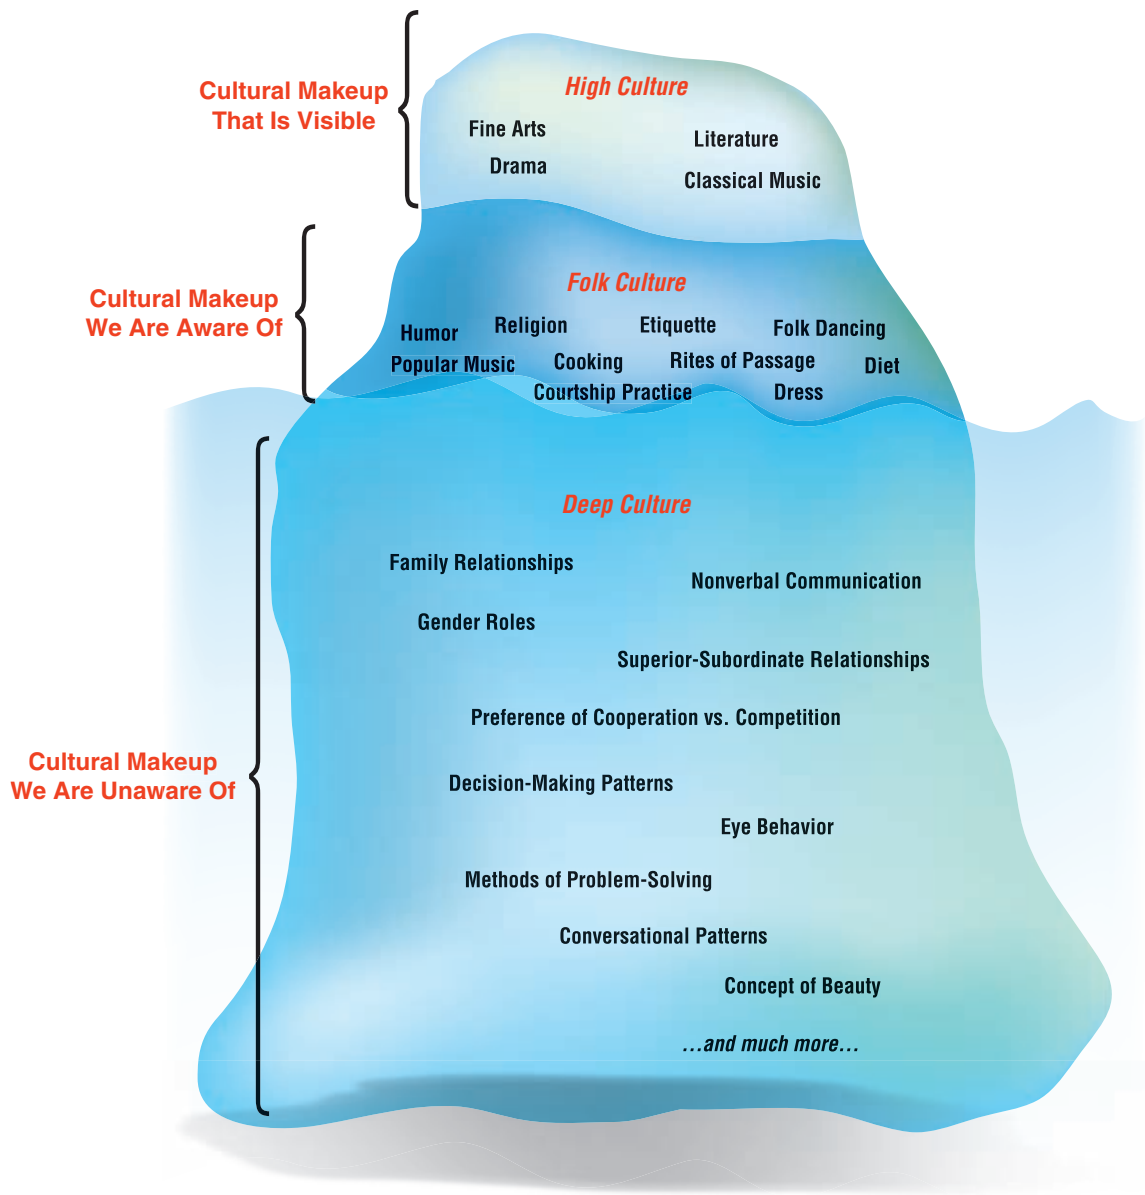 Cultural Makeup
That Is Visible
High Culture
Fine Arts
Literature
Drama
Classical Music
Cultural Makeup
We Are Aware Of
Folk Culture
Humor
Religion
Etiquette
Folk Dancing
Popular Music
Cooking
Rites of Passage
Diet
Courtship Practice
Dress
Cultural Makeup
We Are Unaware Of
Deep Culture
Family Relationships
Nonverbal Communication
Gender Roles
Superior-Subordinate Relationships
Preference of Cooperation vs. Competition
Decision-Making Patterns
Eye Behavior
Methods of Problem-Solving
Conversational Patterns
Concept of Beauty
...and much more...